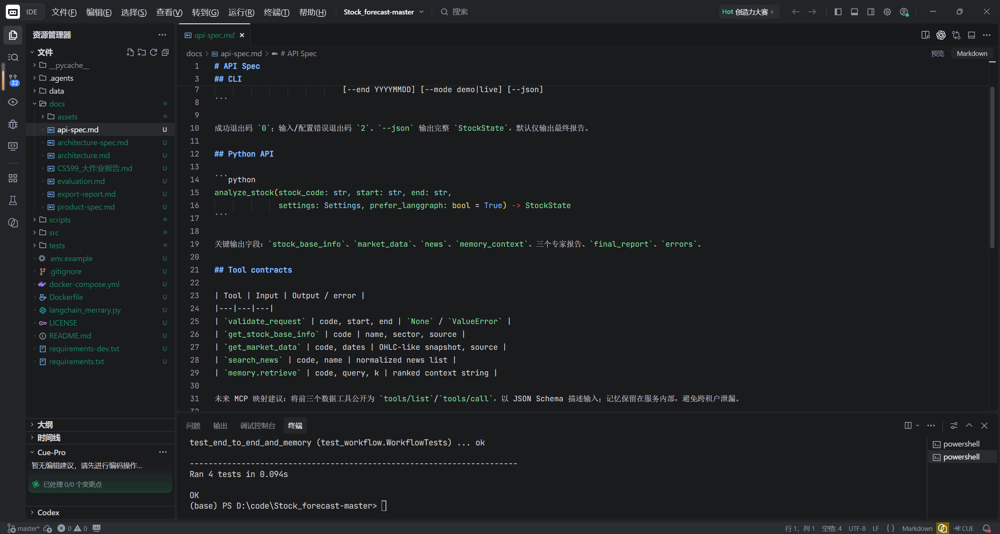 IDE 文件(F) 编辑(E) 选择(S) 查看(V) 转到(G) 运行(R) 终端(T) 帮助(H) Stock_forecast-master 搜索 Hot 创造力大赛
资源管理器
文件
__pycache__
.agents
data
docs
assets
api-spec.md U
architecture-spec.md U
architecture.md U
CS599_大作业报告.md U
evaluation.md U
export-report.md U
product-spec.md U
scripts
src
tests
.env.example U
.gitignore U
docker-compose.yml U
Dockerfile U
langchain_merrary.py U
LICENSE U
README.md U
requirements-dev.txt U
requirements.txt U
32
大纲
时间线
Cue-Pro
暂无编辑建议，请先进行编码操作...
已处理 0/0 个变更点
Codex
api-spec.md
docs > api-spec.md > abc # API Spec 预览 Markdown
1 # API Spec
3 ## CLI
7 [--end YYYYMMDD] [--mode demo|live] [--json]
8 ```
9
10 成功退出码 `0`；输入/配置错误退出码 `2`。`--json` 输出完整 `StockState`，默认仅输出最终报告。
11
12 ## Python API
13
14 ```python
15 analyze_stock(stock_code: str, start: str, end: str,
16 settings: Settings, prefer_langgraph: bool = True) -> StockState
17 ```
18
19 关键输出字段：`stock_base_info`、`market_data`、`news`、`memory_context`、三个专家报告、`final_report`、`errors`。
20
21 ## Tool contracts
22
23 | Tool | Input | Output / error |
24 |---|---|---|
25 | `validate_request` | code, start, end | `None` / `ValueError` |
26 | `get_stock_base_info` | code | name, sector, source |
27 | `get_market_data` | code, dates | OHLC-like snapshot, source |
28 | `search_news` | code, name | normalized news list |
29 | `memory.retrieve` | code, query, k | ranked context string |
30
31 未来 MCP 映射建议：将前三个数据工具公开为 `tools/list`/`tools/call`，以 JSON Schema 描述输入；记忆保留在服务内部，避免跨租户泄漏。
32
问题 输出 调试控制台 终端
test_end_to_end_and_memory (test_workflow.WorkflowTests) ... ok
----------------------------------------------------------------------
Ran 4 tests in 0.094s
OK
(base) PS D:\code\Stock_forecast-master>
powershell
powershell
master* 0 0 行 1，列 1 空格: 4 UTF-8 LF { } Markdown CUE